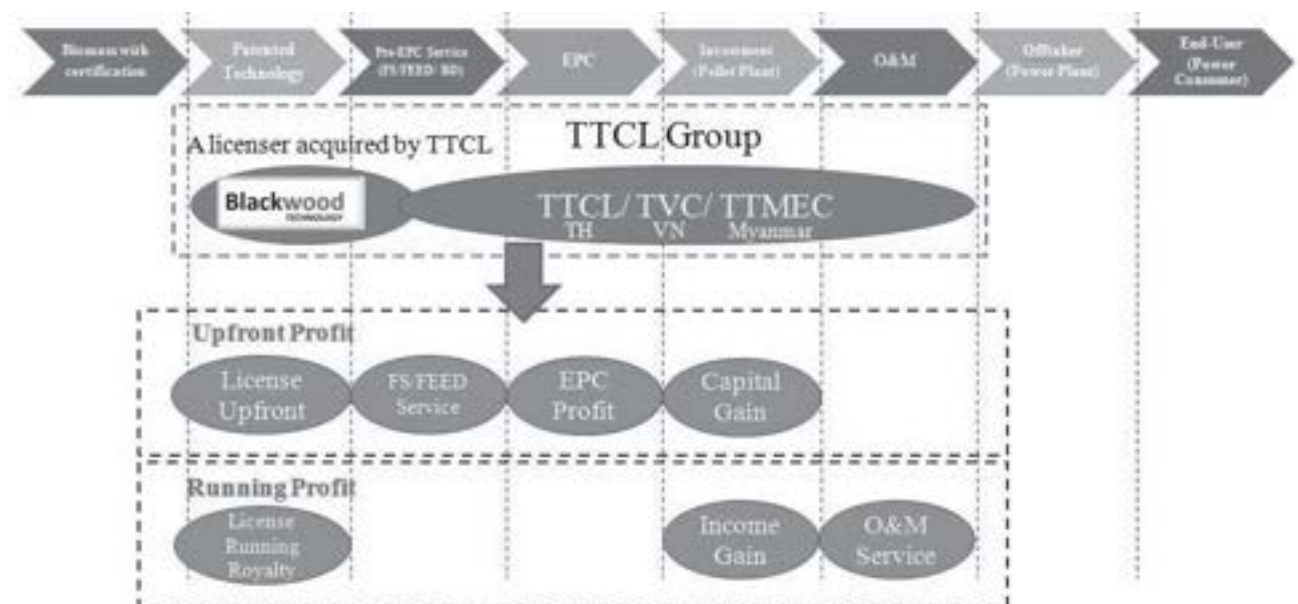 Biomass with
certification
Patented
Technology
Pre-EPC Service
(FS/FEED/ BD)
EPC
Investment
(Pellet Plant)
O&M
Offtaker
(Power Plant)
End-User
(Power
Consumer)
A licenser acquired by TTCL
TTCL Group
Blackwood
TECHNOLOGY
TTCL/ TVC/ TTMEC
TH VN Myanmar
Upfront Profit
License
Upfront
FS/FEED
Service
EPC
Profit
Capital
Gain
Running Profit
License
Running
Royalty
Income
Gain
O&M
Service